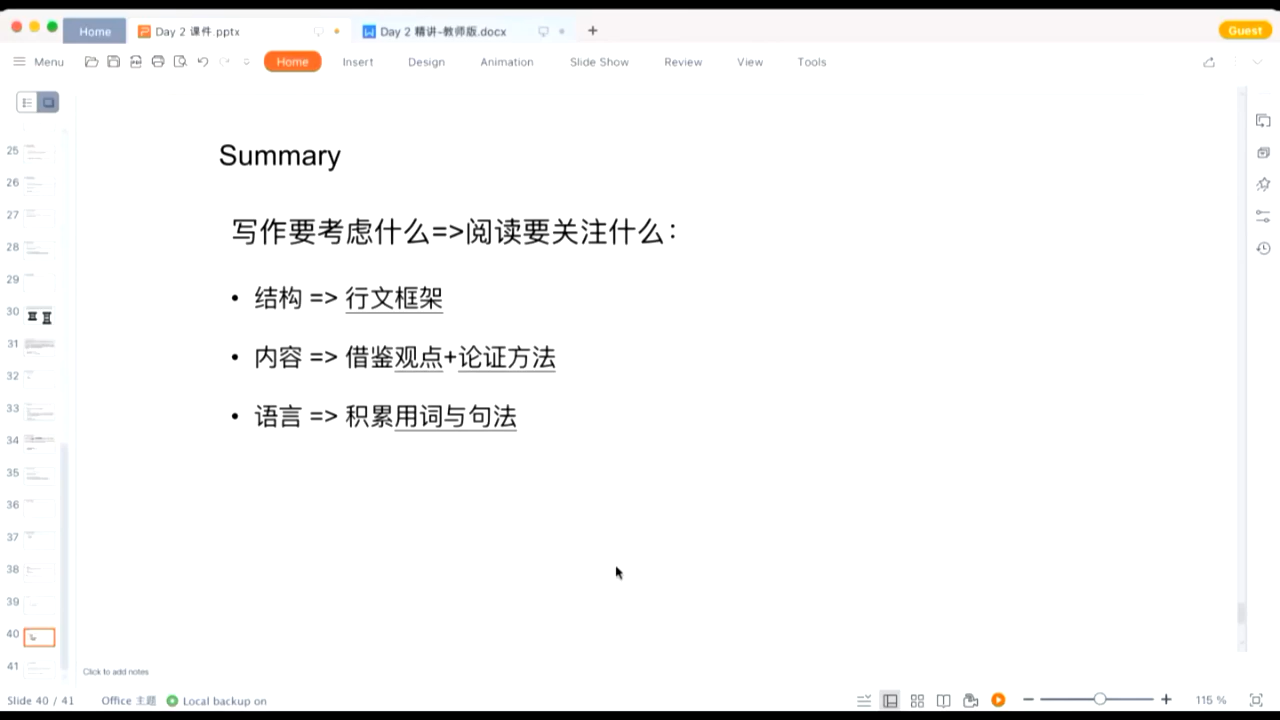 Home
Day 2 课件.pptx
Day 2 精讲-教师版.docx
Guest
Menu
Home
Insert
Design
Animation
Slide Show
Review
View
Tools
25
26
27
28
29
30
31
32
33
34
35
36
37
38
39
40
41
Summary
写作要考虑什么=>阅读要关注什么：
• 结构 => 行文框架
• 内容 => 借鉴观点+论证方法
• 语言 => 积累用词与句法
Click to add notes
Slide 40 / 41
Office 主题
Local backup on
115 %